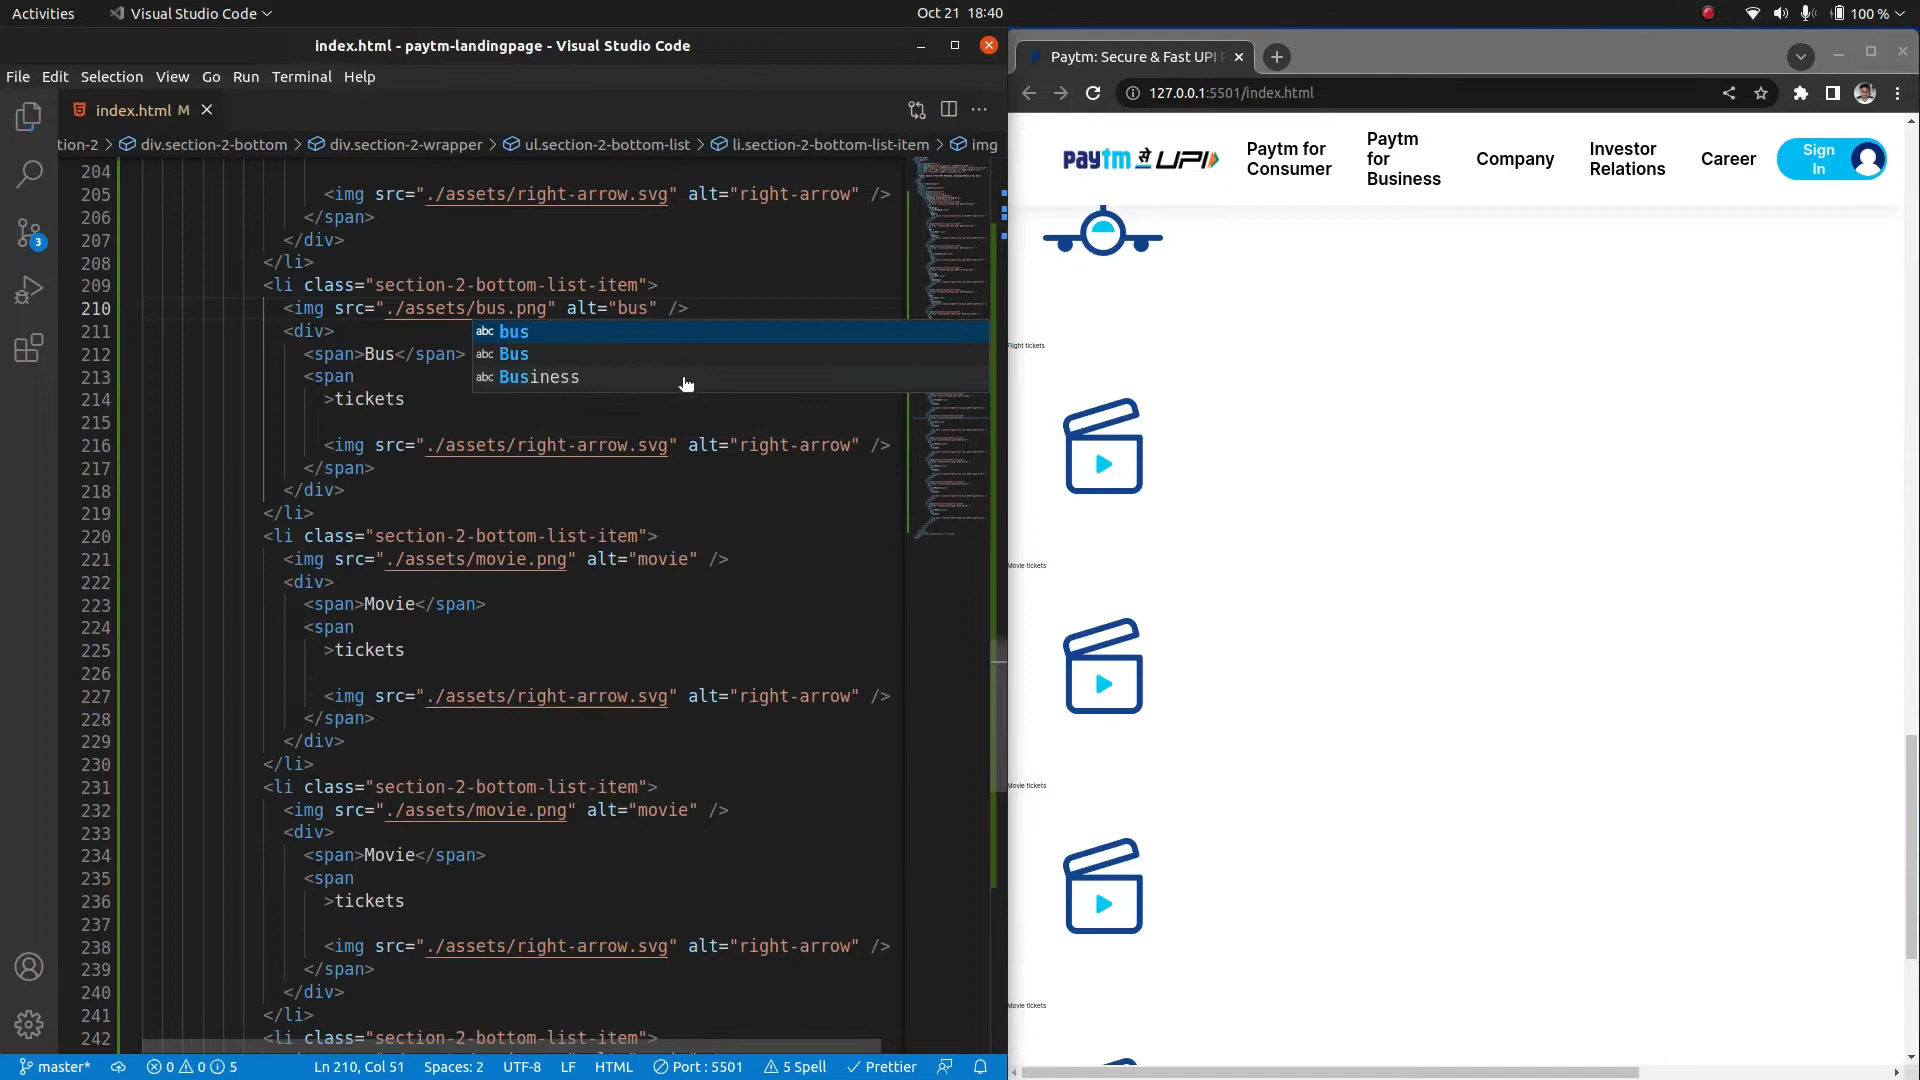 Activities
Visual Studio Code
Oct 21 18:40
100 %
index.html - paytm-landingpage - Visual Studio Code
File Edit Selection View Go Run Terminal Help
index.html M
tion-2 > div.section-2-bottom > div.section-2-wrapper > ul.section-2-bottom-list > li.section-2-bottom-list-item > img
204
205 <img src="./assets/right-arrow.svg" alt="right-arrow" />
206 </span>
207 </div>
208 </li>
209 <li class="section-2-bottom-list-item">
210 <img src="./assets/bus.png" alt="bus" />
211 <div>
212 <span>Bus</span>
213 <span
214 >tickets
215
216 <img src="./assets/right-arrow.svg" alt="right-arrow" />
217 </span>
218 </div>
219 </li>
220 <li class="section-2-bottom-list-item">
221 <img src="./assets/movie.png" alt="movie" />
222 <div>
223 <span>Movie</span>
224 <span
225 >tickets
226
227 <img src="./assets/right-arrow.svg" alt="right-arrow" />
228 </span>
229 </div>
230 </li>
231 <li class="section-2-bottom-list-item">
232 <img src="./assets/movie.png" alt="movie" />
233 <div>
234 <span>Movie</span>
235 <span
236 >tickets
237
238 <img src="./assets/right-arrow.svg" alt="right-arrow" />
239 </span>
240 </div>
241 </li>
242 <li class="section-2-bottom-list-item">
abc bus
abc Bus
abc Business
3
master* 0 0 5 Ln 210, Col 51 Spaces: 2 UTF-8 LF HTML Port : 5501 5 Spell Prettier
Paytm: Secure & Fast UPI
127.0.0.1:5501/index.html
paytm से UPI
Paytm for Consumer
Paytm for Business
Company
Investor Relations
Career
Sign In
Flight tickets
Movie tickets
Movie tickets
Movie tickets